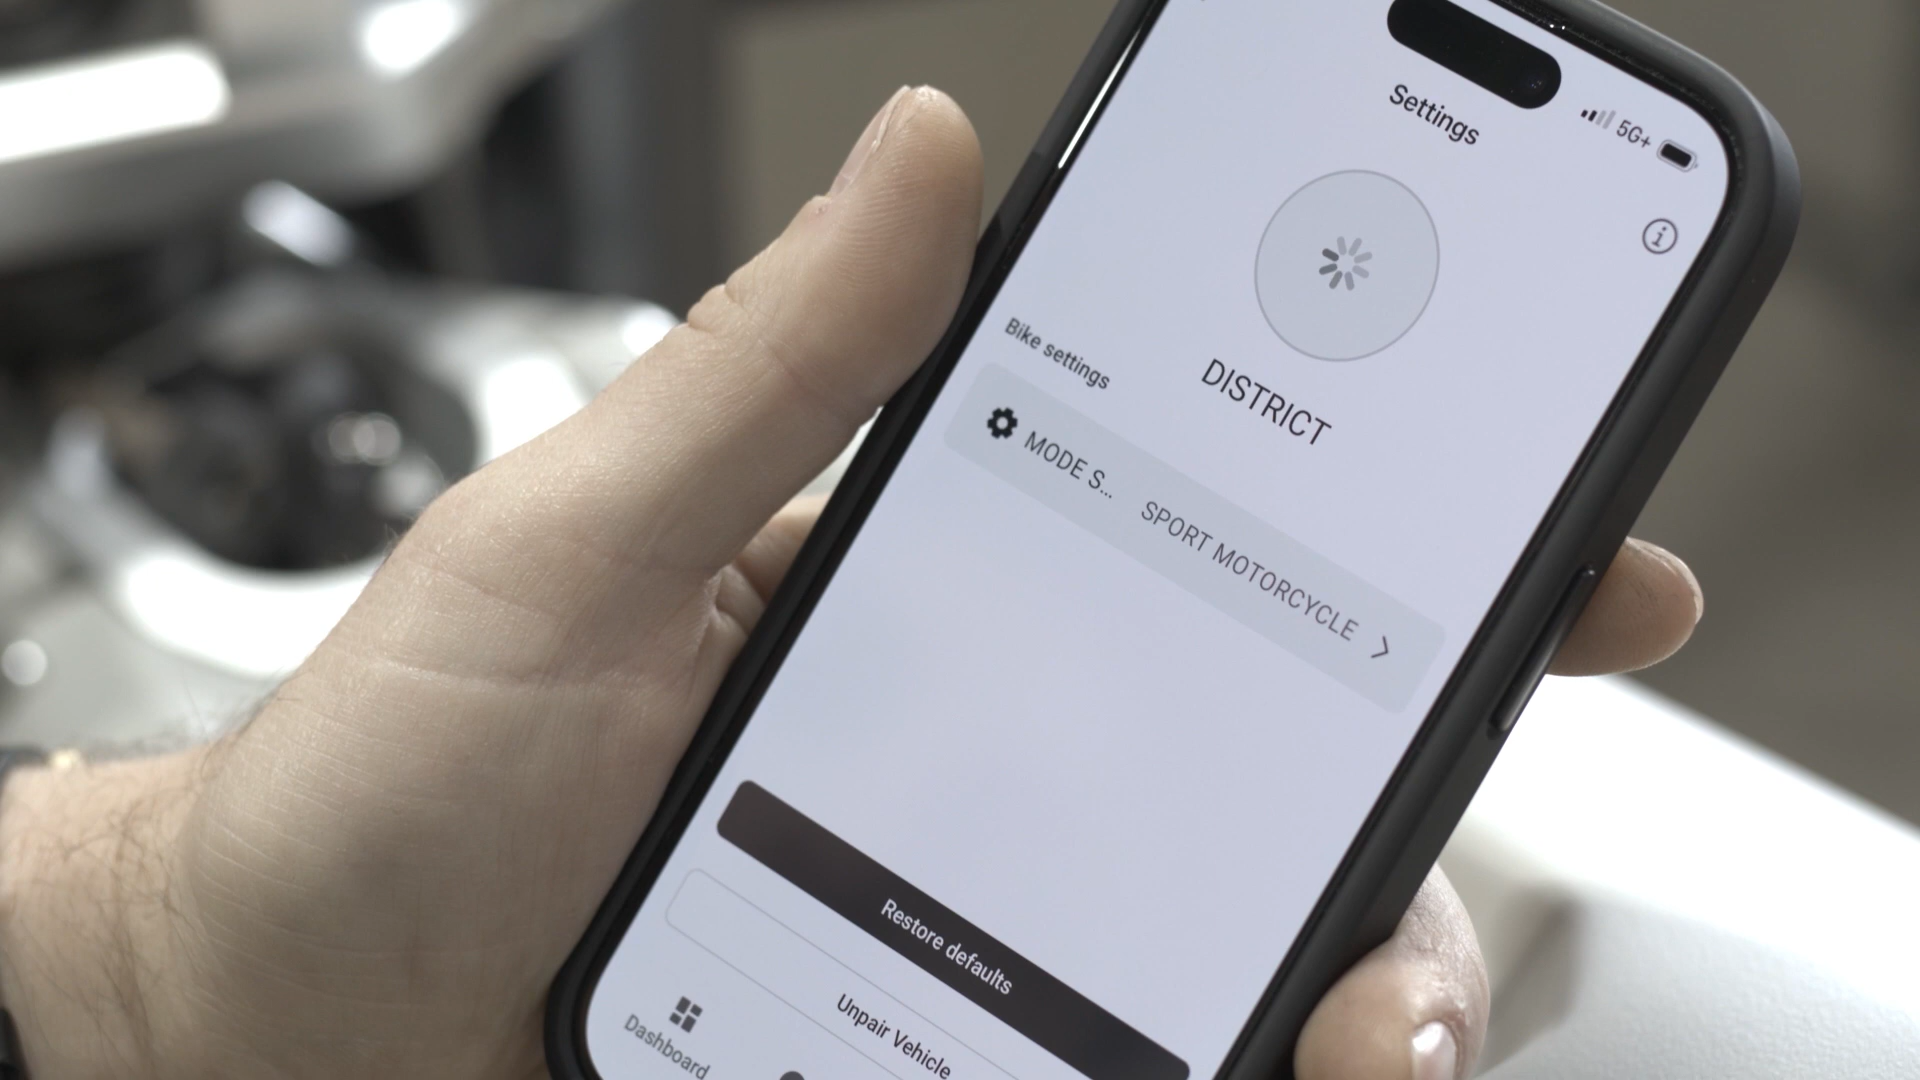 5G+
Settings
DISTRICT
Bike settings
MODE S...
SPORT MOTORCYCLE
Restore defaults
Unpair Vehicle
Dashboard